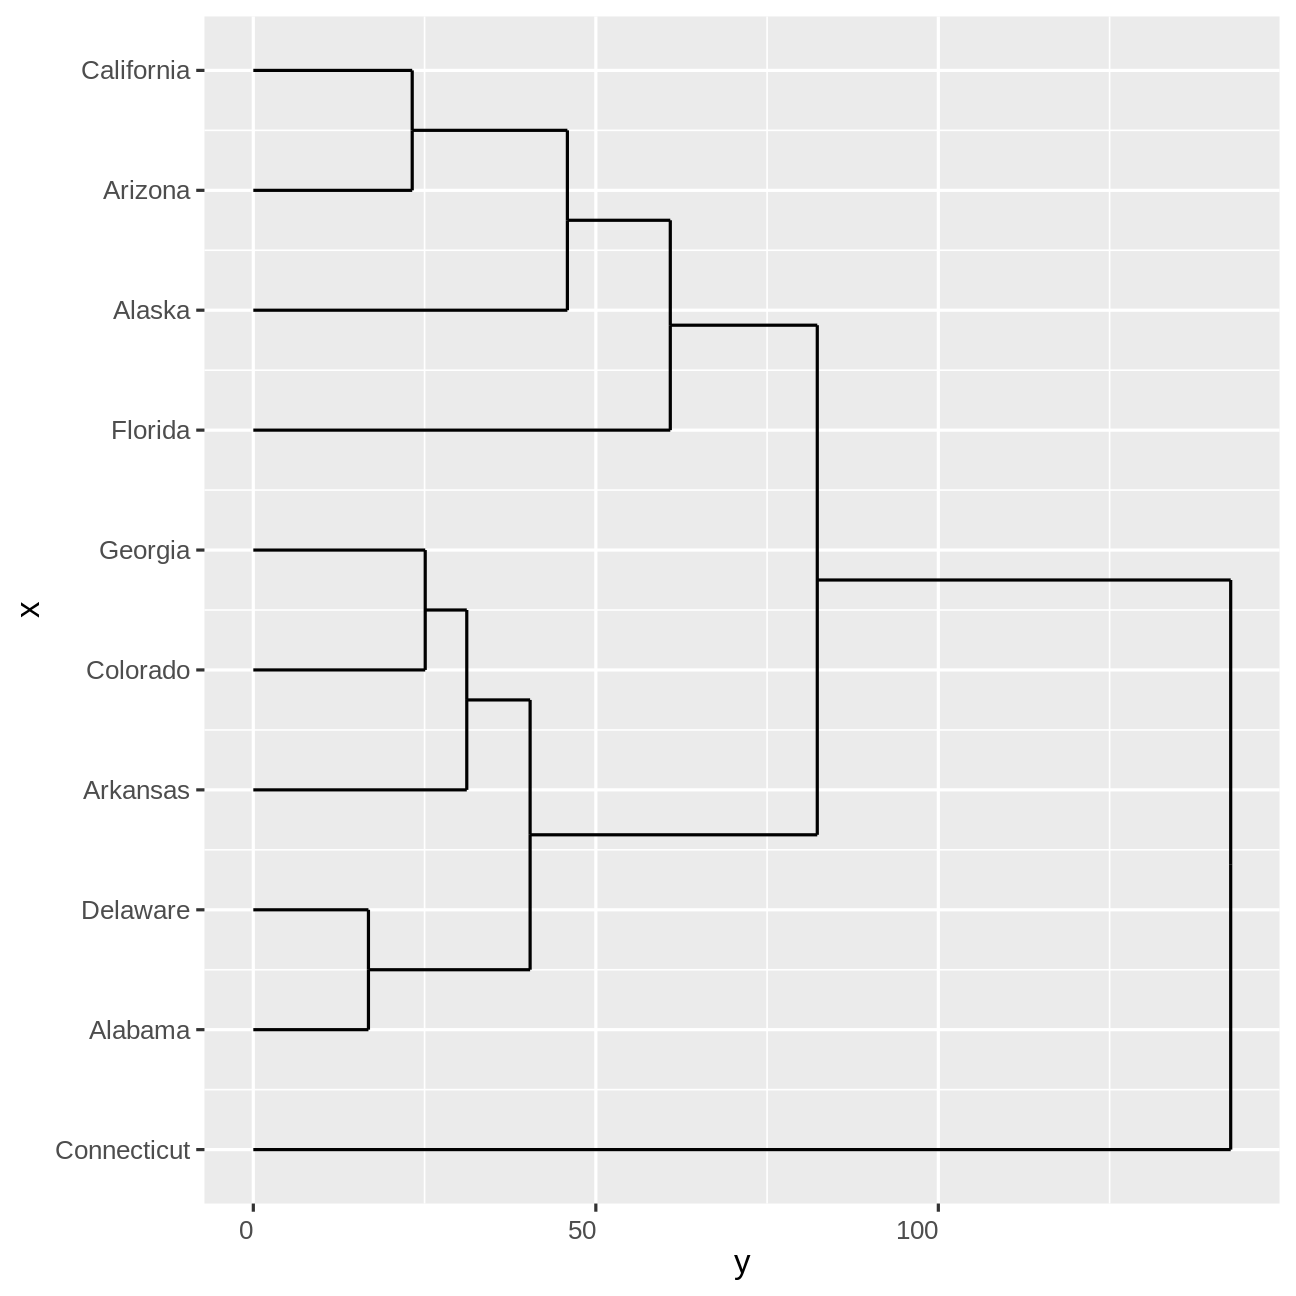 California
Arizona
Alaska
Florida
Georgia
Colorado
Arkansas
Delaware
Alabama
Connecticut
x
0 50 100
y